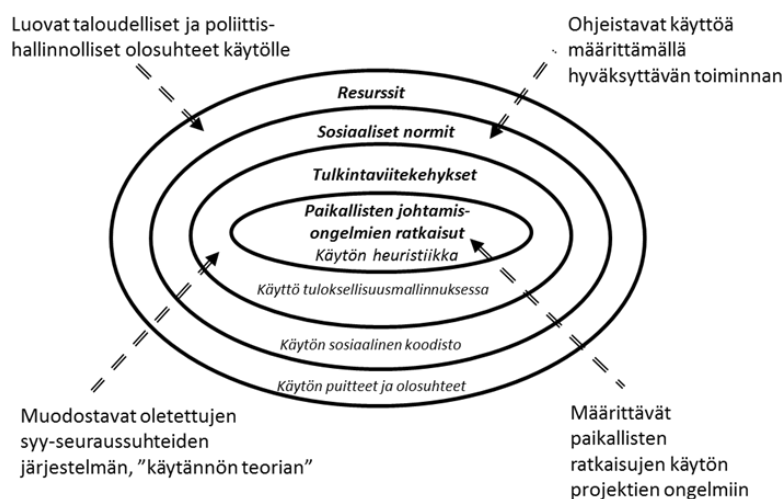 Luovat taloudelliset ja poliittis-
hallinnolliset olosuhteet käytölle
Ohjeistavat käyttöä
määrittämällä
hyväksyttävän toiminnan
Resurssit
Sosiaaliset normit
Tulkintaviitekehykset
Paikallisten johtamis-
ongelmien ratkaisut
Käytön heuristiikka
Käyttö tuloksellisuusmallinnuksessa
Käytön sosiaalinen koodisto
Käytön puitteet ja olosuhteet
Muodostavat oletettujen
syy-seuraussuhteiden
järjestelmän, ”käytännön teorian”
Määrittävät
paikallisten
ratkaisujen käytön
projektien ongelmiin